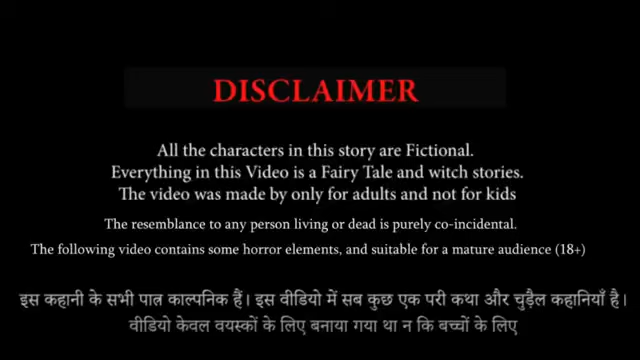 DISCLAIMER
All the characters in this story are Fictional.
Everything in this Video is a Fairy Tale and witch stories.
The video was made by only for adults and not for kids
The resemblance to any person living or dead is purely co-incidental.
The following video contains some horror elements, and suitable for a mature audience (18+)
इस कहानी के सभी पात्र काल्पनिक हैं। इस वीडियो में सब कुछ एक परी कथा और चुड़ैल कहानियाँ है।
वीडियो केवल वयस्कों के लिए बनाया गया था न कि बच्चों के लिए